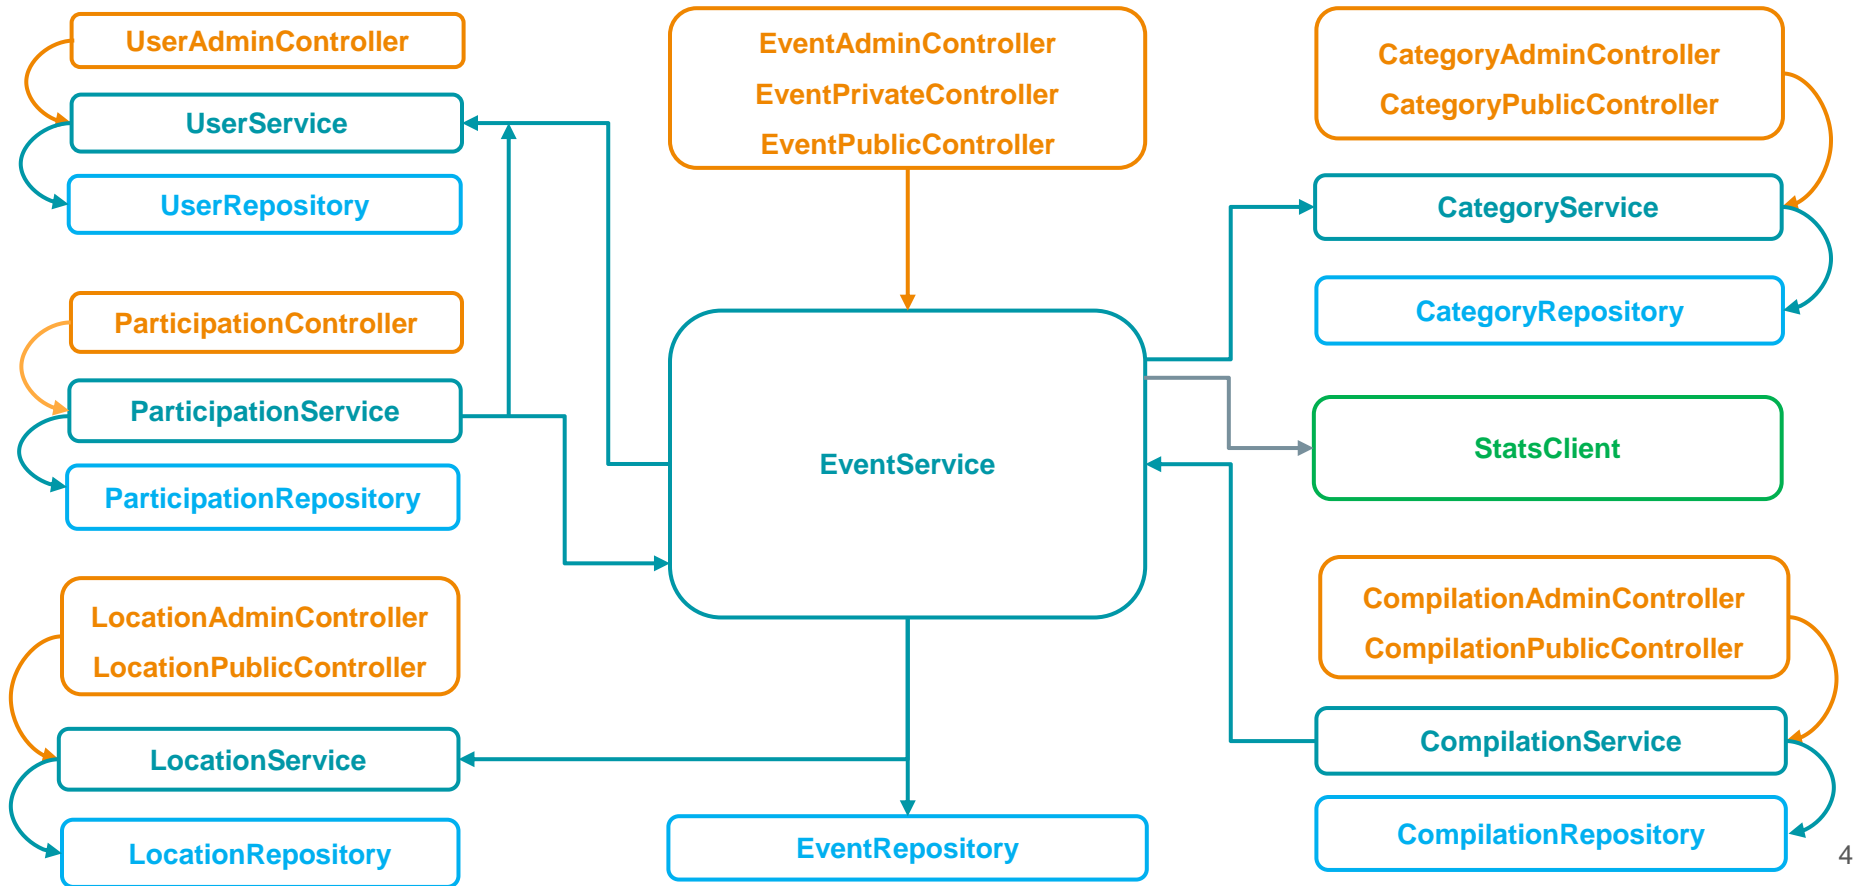 UserAdminController
UserService
UserRepository
ParticipationController
ParticipationService
ParticipationRepository
LocationAdminController
LocationPublicController
LocationService
LocationRepository
EventAdminController
EventPrivateController
EventPublicController
EventService
EventRepository
CategoryAdminController
CategoryPublicController
CategoryService
CategoryRepository
StatsClient
CompilationAdminController
CompilationPublicController
CompilationService
CompilationRepository
4